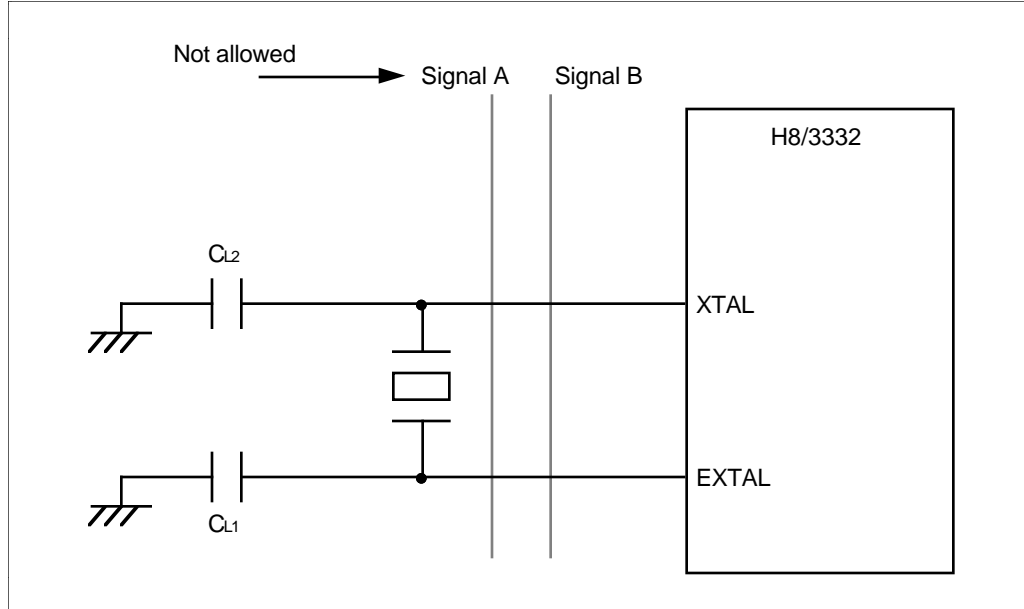 Not allowed
Signal A
Signal B
H8/3332
CL2
XTAL
EXTAL
CL1